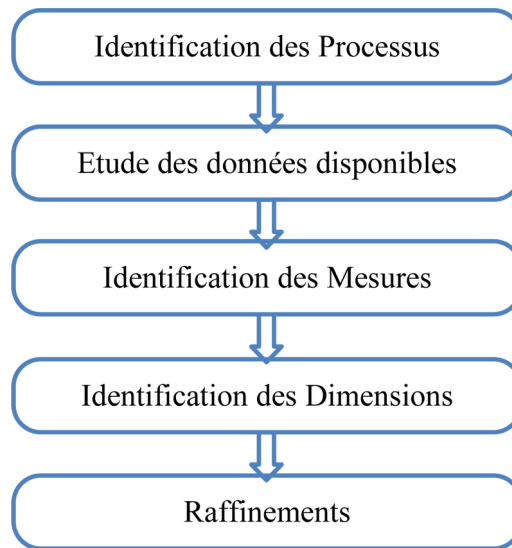 Identification des Processus
Etude des données disponibles
Identification des Mesures
Identification des Dimensions
Raffinements